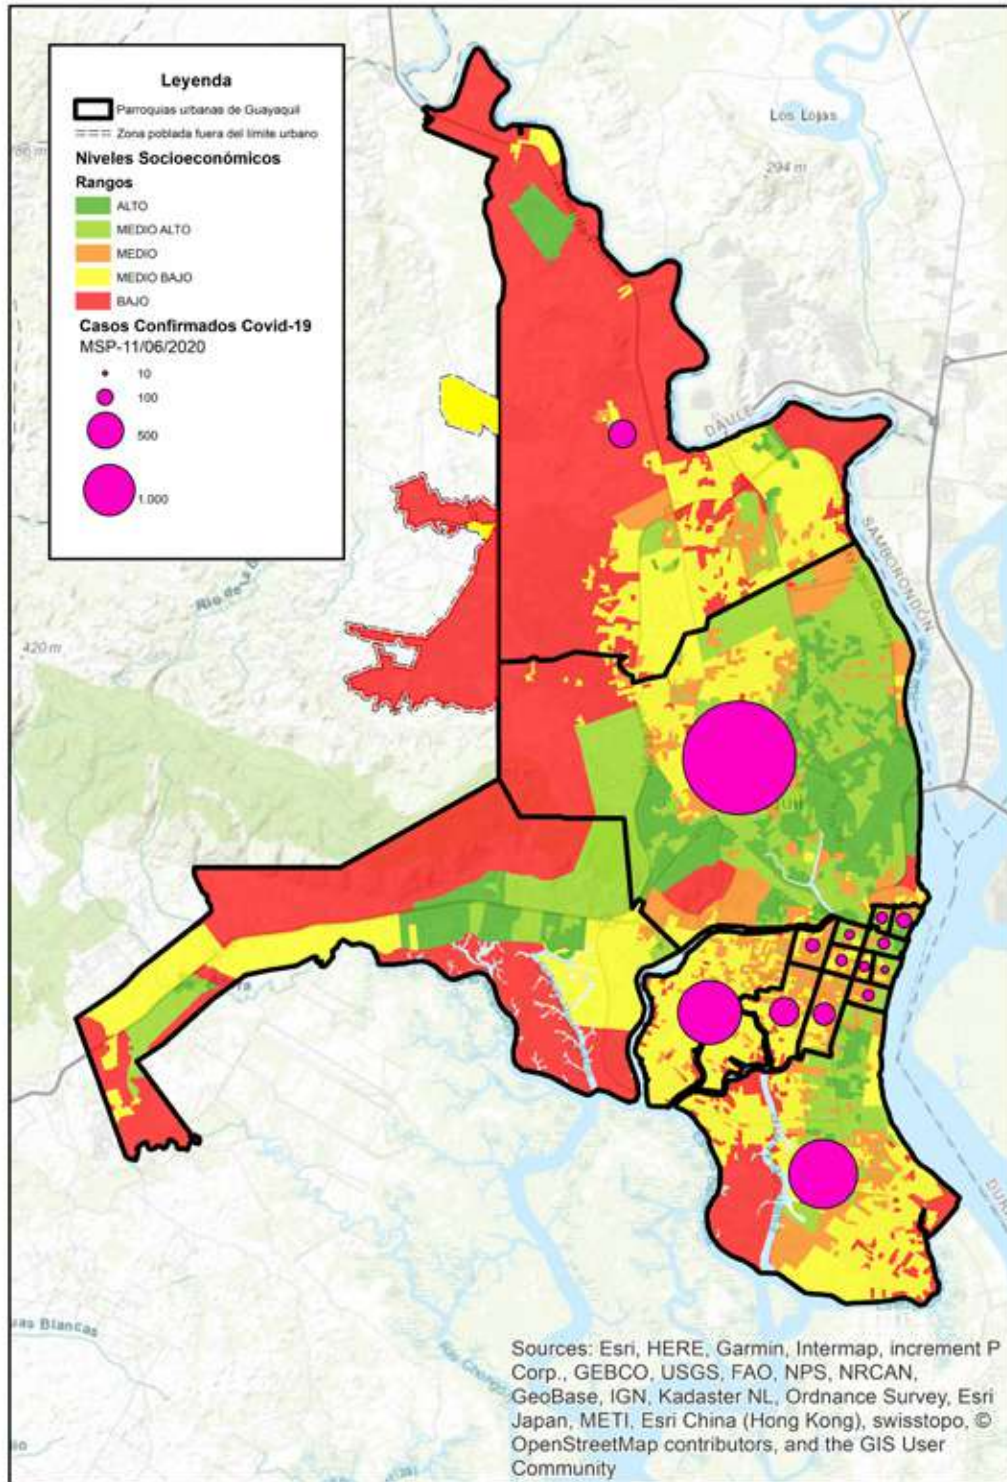 Leyenda
Parroquias urbanas de Guayaquil
Zona poblada fuera del límite urbano
Niveles Socioeconómicos
Rangos
ALTO
MEDIO ALTO
MEDIO
MEDIO BAJO
BAJO
Casos Confirmados Covid-19
MSP-11/06/2020
10
100
500
1.000
Los Lojas
294 m
DAULE
SAMBORONDÓN
Rio de
420 m
Sources: Esri, HERE, Garmin, Intermap, increment P
Corp., GEBCO, USGS, FAO, NPS, NRCAN,
GeoBase, IGN, Kadaster NL, Ordnance Survey, Esri
Japan, METI, Esri China (Hong Kong), swisstopo, ©
OpenStreetMap contributors, and the GIS User
Community